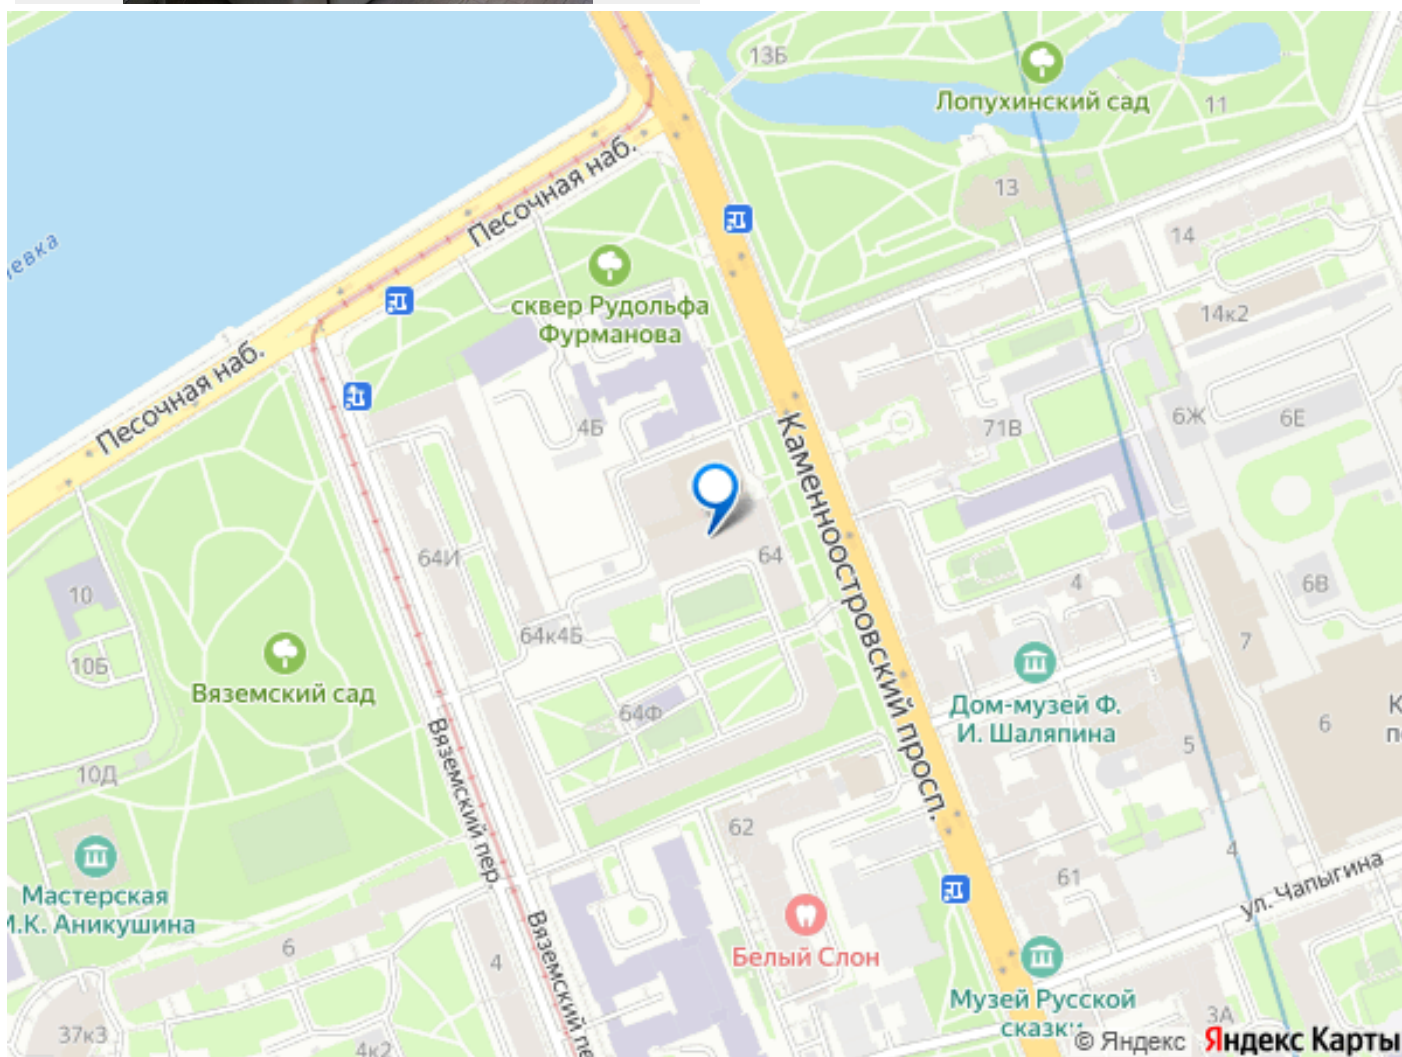 13Б
Лопухинский сад
11
Песочная наб.
13
14
сквер Рудольфа
Фурманова
14к2
Песочная наб.
4Б
71В
6Ж
6Е
Каменноостровский просп.
64И
64
10
4
6В
64к4Б
7
10Б
Вяземский сад
64Ф
Дом-музей Ф.
И. Шаляпина
6
5
10Д
Вяземский пер.
62
4
61
ул. Чапыгина
Мастерская
М.К. Аникушина
Вяземский пе
Белый Слон
6
4
Музей Русской
сказки
3А
37к3
4к2
© Яндекс Яндекс Карты